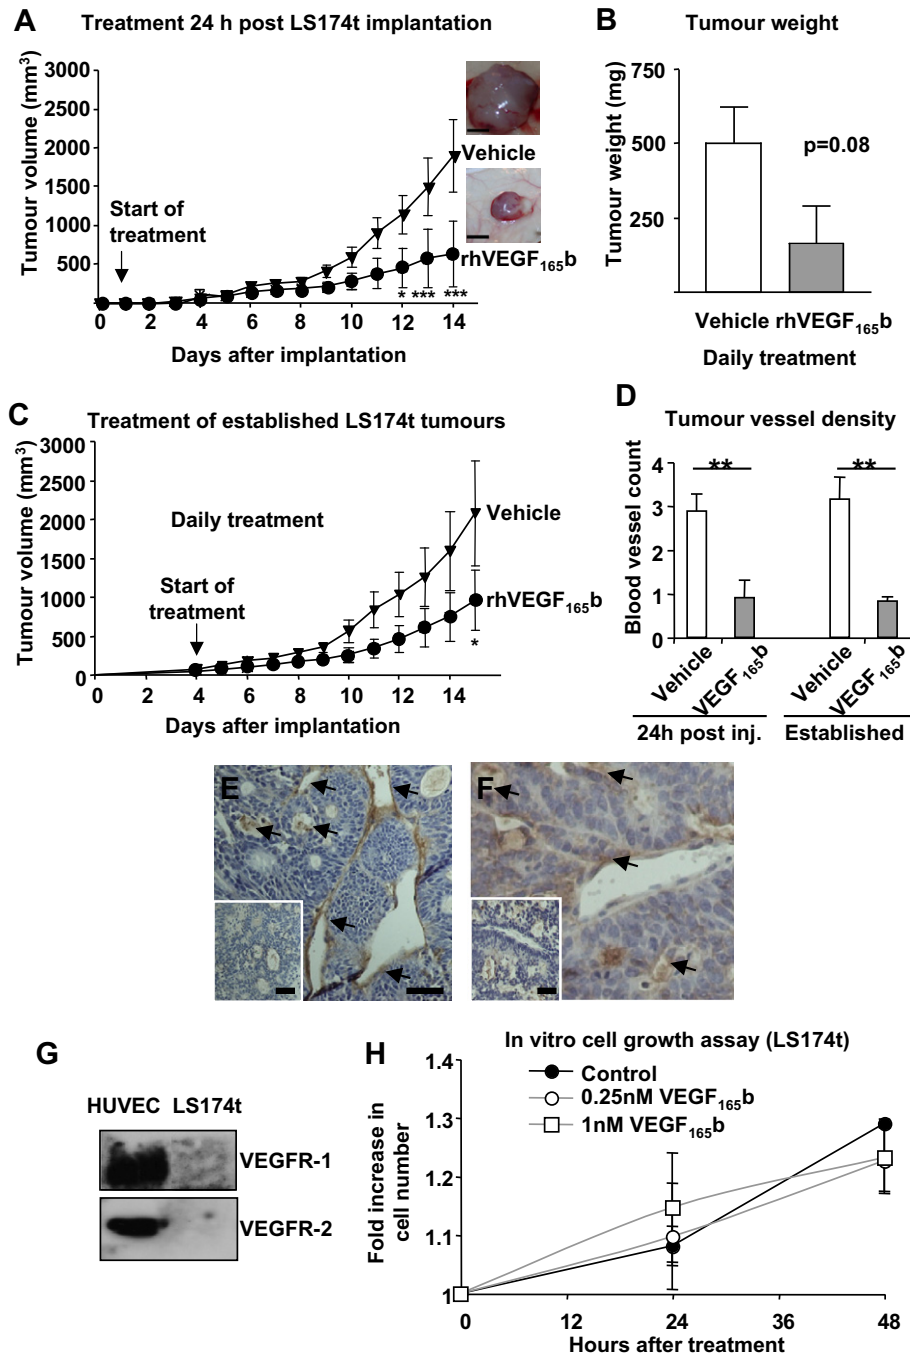 A
Treatment 24 h post LS174t implantation
Tumour volume (mm³)
3000
2500
2000
1500
1000
500
Start of
treatment
Vehicle
rhVEGF₁₆₅b
* *** ***
0 2 4 6 8 10 12 14
Days after implantation
B
Tumour weight
Tumour weight (mg)
750
500
250
p=0.08
Vehicle rhVEGF₁₆₅b
Daily treatment
C
Treatment of established LS174t tumours
Tumour volume (mm³)
3000
2500
2000
1500
1000
500
0
Daily treatment
Start of
treatment
Vehicle
rhVEGF₁₆₅b
*
0 2 4 6 8 10 12 14
Days after implantation
D
Tumour vessel density
Blood vessel count
4
3
2
1
0
** **
Vehicle
VEGF₁₆₅b
Vehicle
VEGF₁₆₅b
24h post inj. Established
E
F
G
HUVEC LS174t
VEGFR-1
VEGFR-2
H
In vitro cell growth assay (LS174t)
Control
0.25nM VEGF₁₆₅b
1nM VEGF₁₆₅b
Fold increase in
cell number
1.4
1.3
1.2
1.1
1
0 12 24 36 48
Hours after treatment